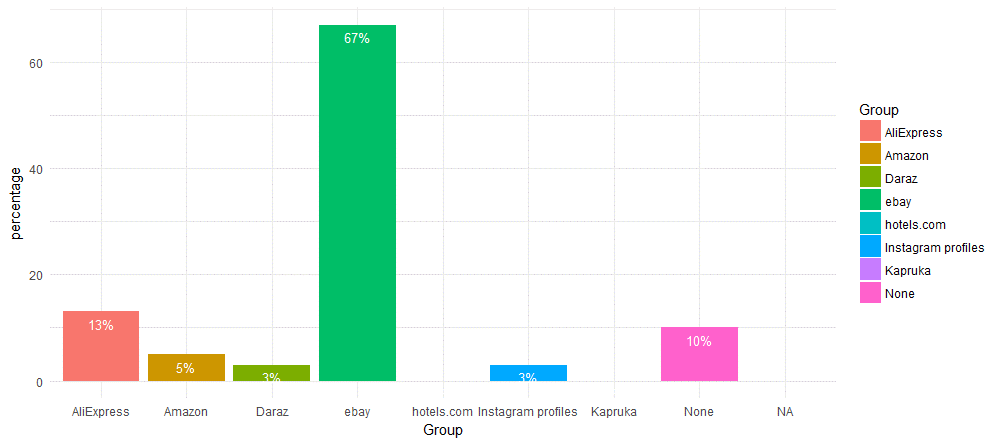 percentage
60
40
20
0
67%
13%
5%
3%
3%
10%
AliExpress Amazon Daraz ebay hotels.com Instagram profiles Kapruka None NA
Group
Group
AliExpress
Amazon
Daraz
ebay
hotels.com
Instagram profiles
Kapruka
None